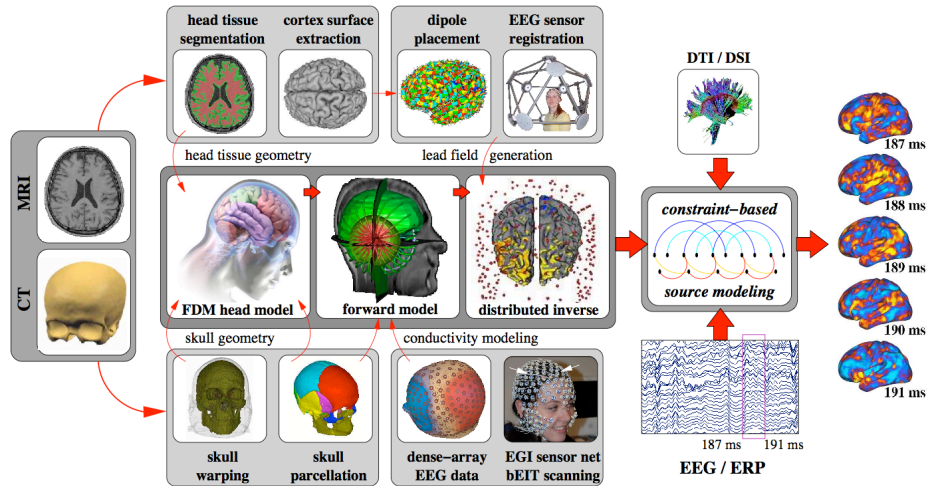 head tissue
segmentation
cortex surface
extraction
dipole
placement
EEG sensor
registration
DTI / DSI
MRI
CT
head tissue geometry
lead field
generation
FDM head model
forward model
distributed inverse
constraint−based
source modeling
skull geometry
conductivity modeling
skull
warping
skull
parcellation
dense−array
EEG data
EGI sensor net
bEIT scanning
187 ms
191 ms
EEG / ERP
187 ms
188 ms
189 ms
190 ms
191 ms